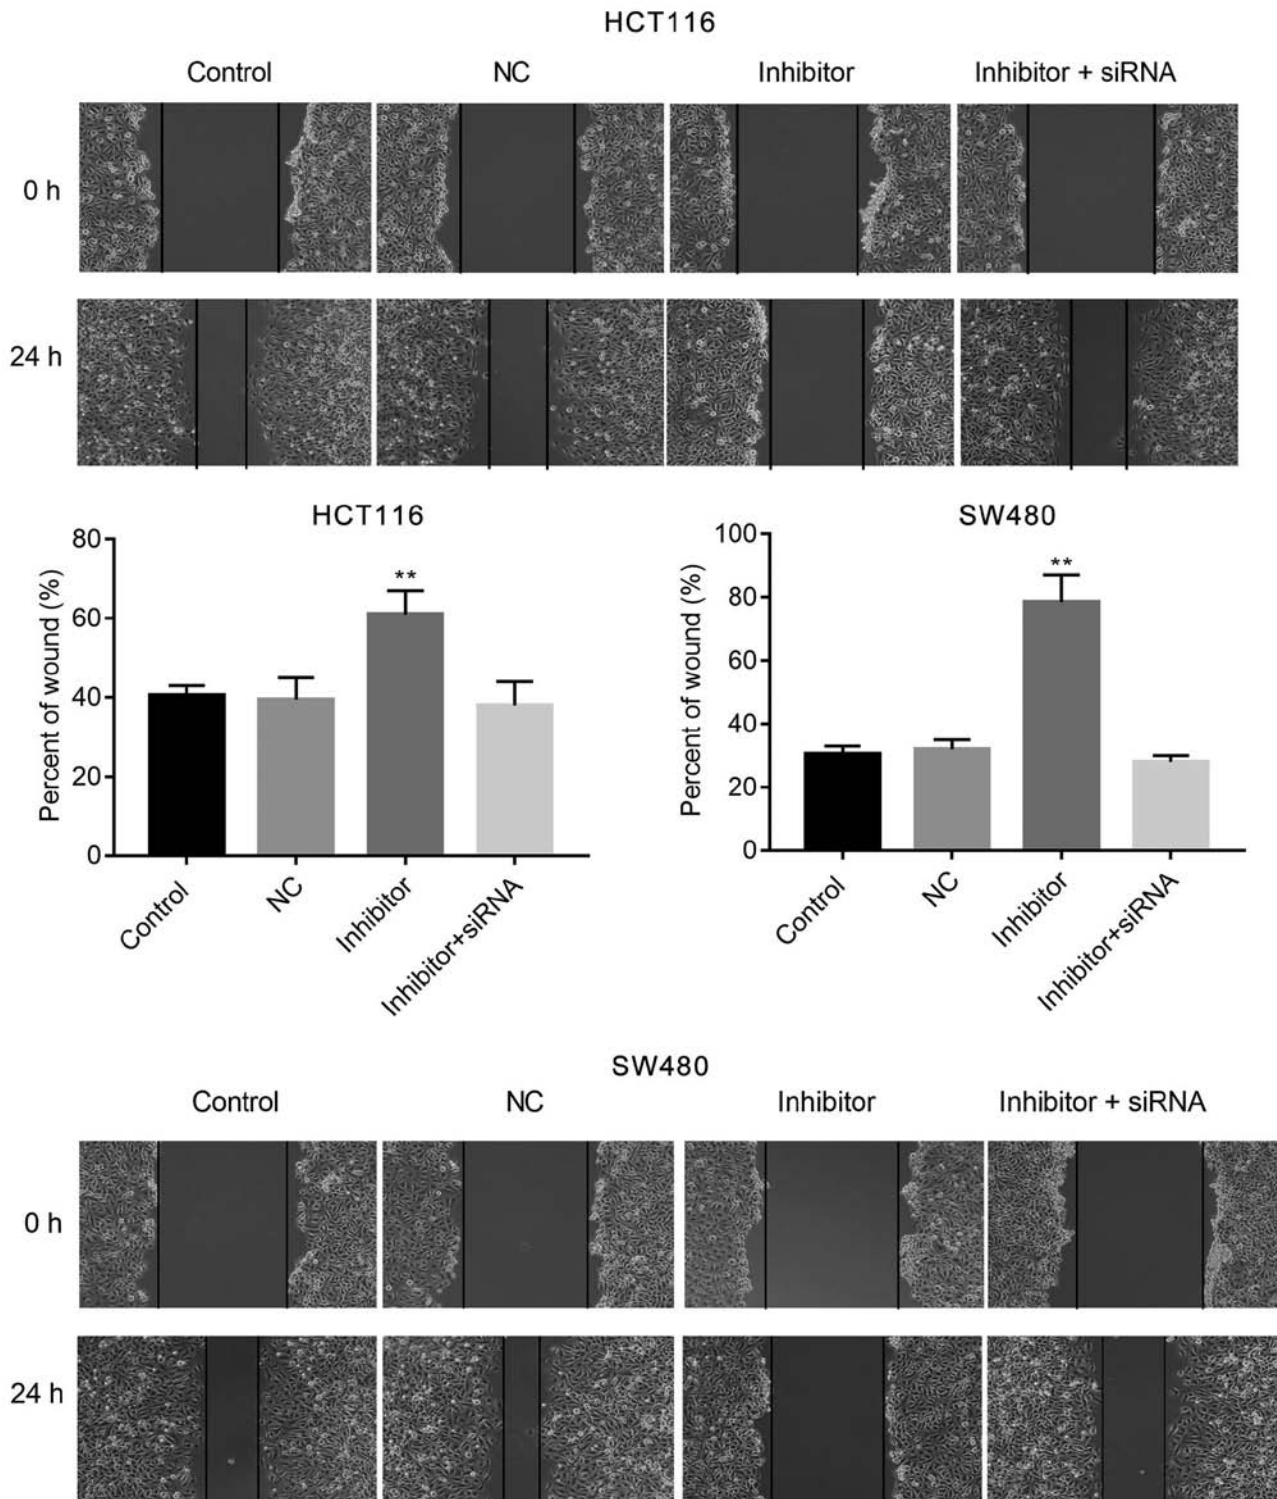 HCT116
Control NC Inhibitor Inhibitor + siRNA
0 h
24 h
HCT116
Percent of wound (%)
80
60
40
20
0
**
Control
NC
Inhibitor
Inhibitor+siRNA
SW480
Percent of wound (%)
100
80
60
40
20
0
**
Control
NC
Inhibitor
Inhibitor+siRNA
SW480
Control NC Inhibitor Inhibitor + siRNA
0 h
24 h